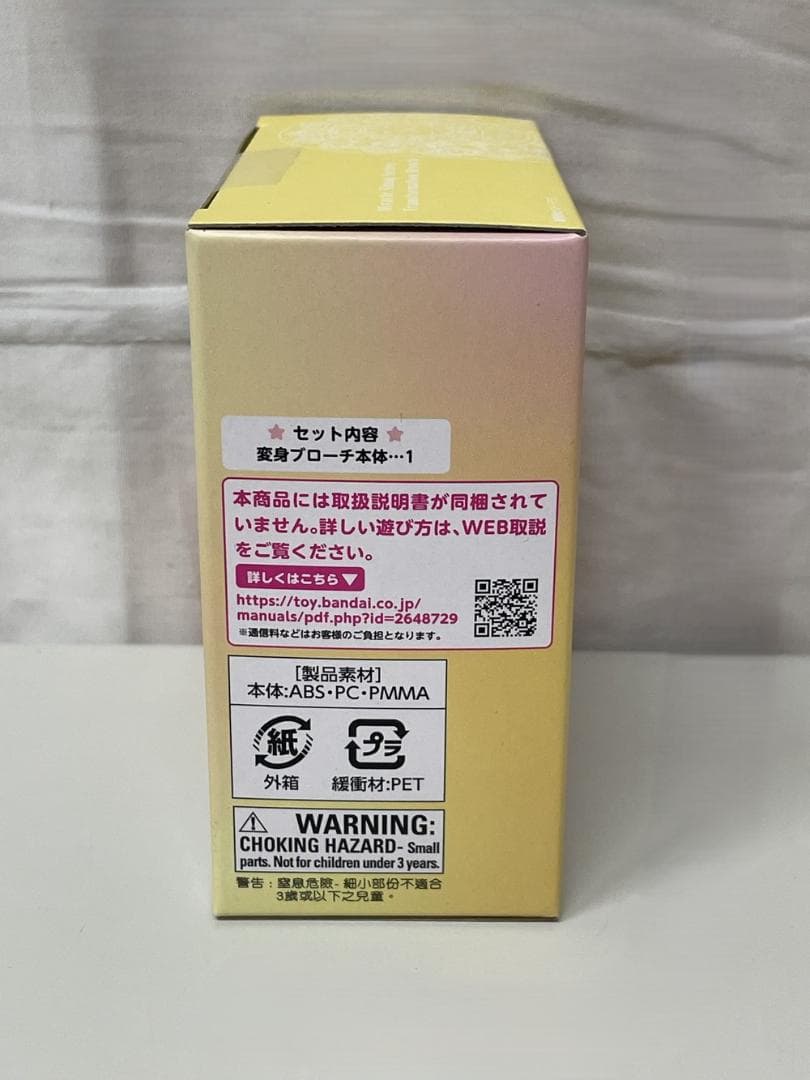 セット内容
変身ブローチ本体…1
本商品には取扱説明書が同梱されて
いません。詳しい遊び方は、WEB取説
をご覧ください。
詳しくはこちら▼
https://toy.bandai.co.jp/
manuals/pdf.php?id=2648729
※通信料などはお客様のご負担となります。
[製品素材]
本体:ABS・PC・PMMA
紙
プラ
外箱
緩衝材:PET
WARNING:
CHOKING HAZARD- Small
parts. Not for children under 3 years.
警告：窒息危險- 細小部份不適合
3歲或以下之兒童。